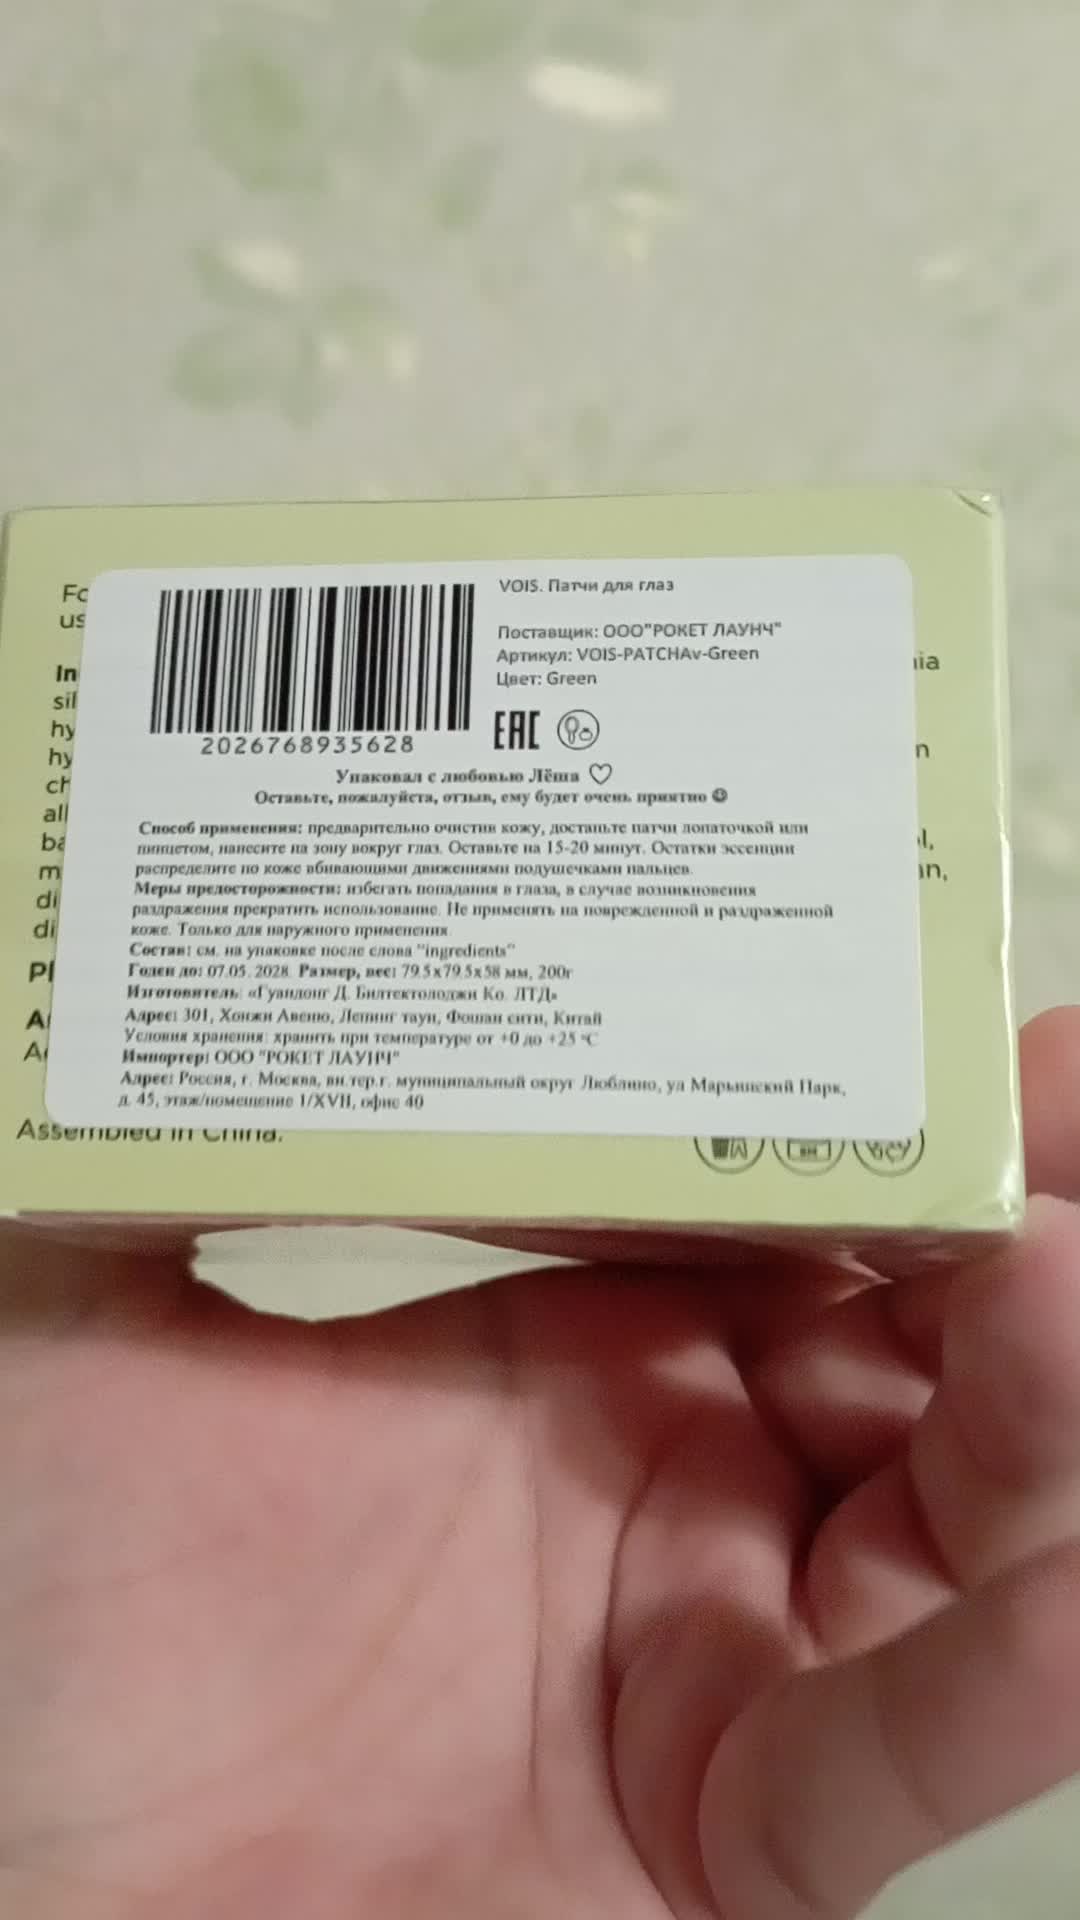 VOIS. Патчи для глаз
Поставщик: ООО"РОКЕТ ЛАУНЧ"
Артикул: VOIS-PATCHAv-Green
Цвет: Green
EAC
2026768935628
Упаковал с любовью Лёша ♡
Оставьте, пожалуйста, отзыв, ему будет очень приятно ☺
Способ применения: предварительно очистив кожу, достаньте патчи лопаточкой или
пинцетом, нанесите на зону вокруг глаз. Оставьте на 15-20 минут. Остатки эссенции
распределите по коже вбивающими движениями подушечками пальцев.
Меры предосторожности: избегать попадания в глаза, в случае возникновения
раздражения прекратить использование. Не применять на поврежденной и раздраженной
коже. Только для наружного применения.
Состав: см. на упаковке после слова "ingredients"
Годен до: 07.05. 2028. Размер, вес: 79.5х79.5х58 мм, 200г
Изготовитель: «Гуандонг Д. Билтектолоджи Ко. ЛТД»
Адрес: 301, Хонжи Авеню, Лепинг таун, Фошан сити, Китай
Условия хранения: хранить при температуре от +0 до +25 °C
Импортер: ООО "РОКЕТ ЛАУНЧ"
Адрес: Россия, г. Москва, вн.тер.г. муниципальный округ Люблино, ул Марьинский Парк,
д. 45, этаж/помещение 1/XVII, офис 40
Assembled in China.